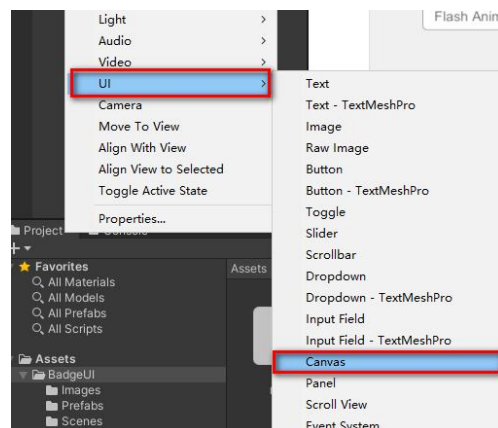 Light
Audio
Video
UI
Camera
Move To View
Align With View
Align View to Selected
Toggle Active State
Properties...
Flash Anim
Text
Text - TextMeshPro
Image
Raw Image
Button
Button - TextMeshPro
Toggle
Slider
Scrollbar
Dropdown
Dropdown - TextMeshPro
Input Field
Input Field - TextMeshPro
Canvas
Panel
Scroll View
Event System
Project
Console
Favorites
All Materials
All Models
All Prefabs
All Scripts
Assets
BadgeUI
Images
Prefabs
Scenes
Assets